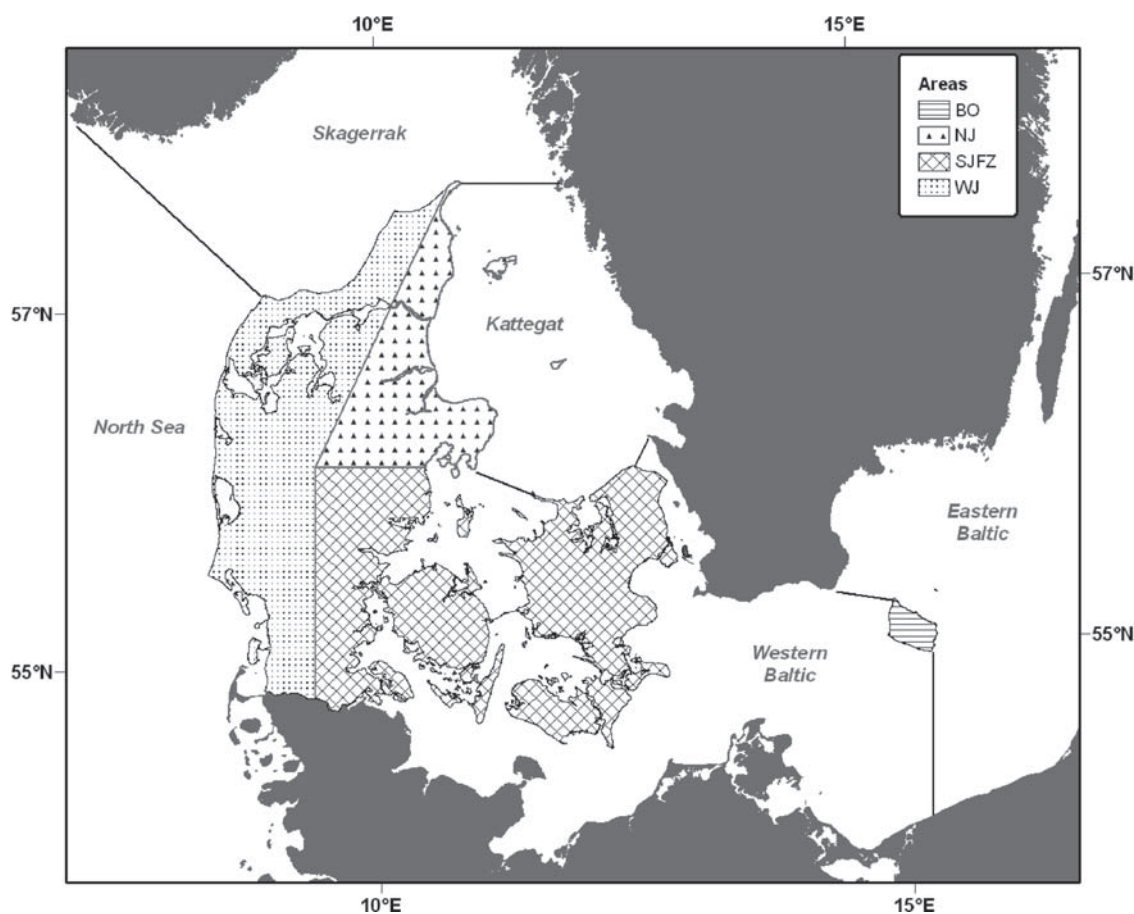 10°E 15°E
Areas
BO
NJ
SJFZ
WJ
Skagerrak
57°N
57°N
Kattegat
North Sea
Eastern
Baltic
55°N
Western
Baltic
55°N
10°E 15°E